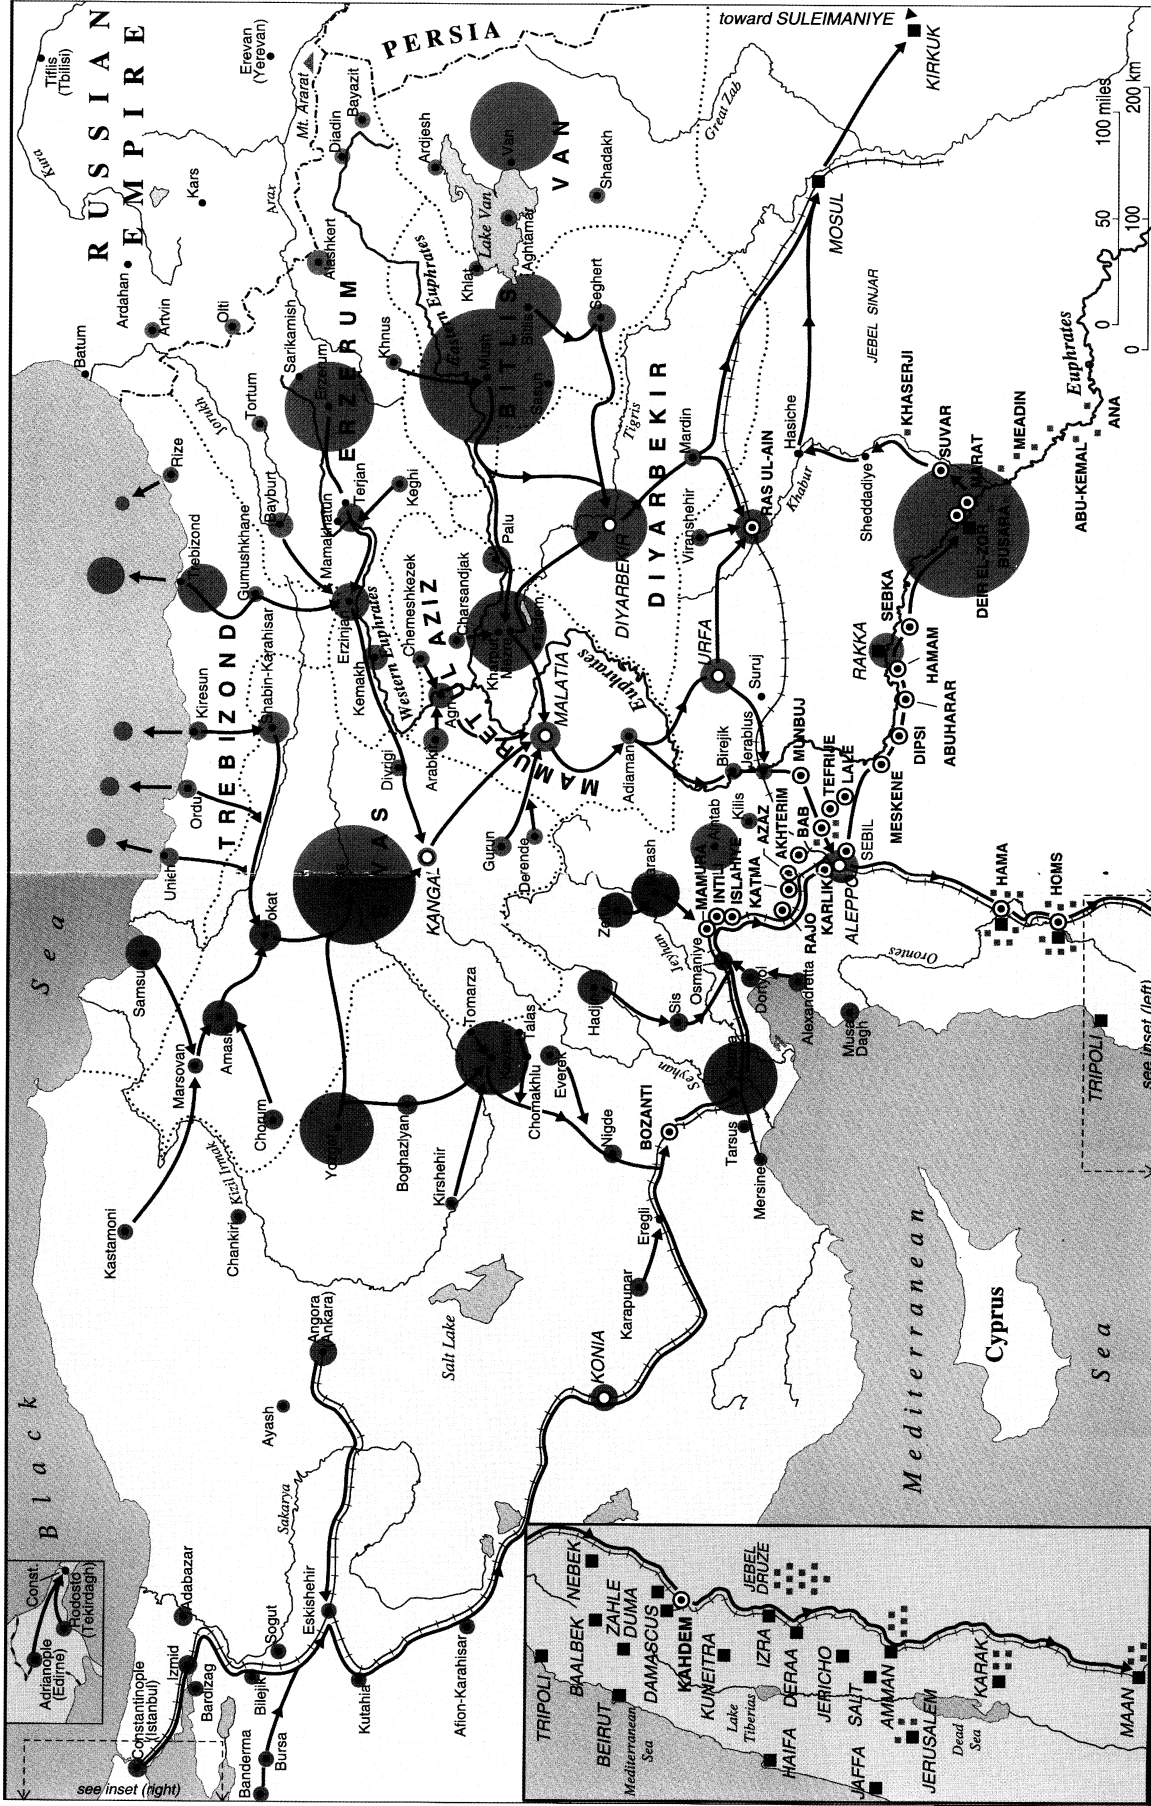 Black
Sea
RUSSIAN
EMPIRE
PERSIA
Tiflis
(Tbilisi)
Kura
Erevan
(Yerevan)
Mt. Ararat
Kars
Arax
Ardahan
Artvin
Olti
Batum
Bayazit
Diadin
Alashkert
Sarikamish
Ardjesh
Van
VAN
Lake Van
Aghtamar
Shadakh
Khlat
Great Zab
toward SULEIMANIYE
KIRKUK
100 miles
50
0
200 km
100
0
MOSUL
JEBEL SINJAR
TREBIZOND
Rize
Trebizond
Kiresun
Ordu
Unieh
Samsun
Jorukh
Tortum
Bayburt
Gumushkhane
Shabin-Karahisar
ERZERUM
Erzerum
Khnus
Terjan
Mamakhatun
Keghi
Erzinjan
Kemakh
Western Euphrates
Eastern Euphrates
BITLIS
Bitlis
Mush
Sasun
Seghert
Tigris
DIYARBEKIR
DIYARBEKIR
Palu
Chemeshkezek
Charsandjak
Kharput
MAMURET UL AZIZ
Agn
Arabkir
Divrigi
MALATIA
Euphrates
Adiaman
Gurun
Derende
SIVAS
KANGAL
Tokat
Amasia
Marsovan
Chorum
Kastamoni
Chankiri
Kizil Irmak
Yozgat
Boghaziyan
Kirshehir
Tomarza
Talas
Chomakhlu
Everek
Nigde
BOZANTI
Hadjin
Sis
Seyhan
Jeyhan
Zeitun
Marash
Osmaniye
Adana
Tarsus
Mersine
Dortyol
Alexandretta
Musa
Dagh
Mardin
Viranshehir
RAS UL-AIN
Hasiche
Khabur
Sheddadiye
KHASERJI
SUVAR
MARAT
MEADIN
BUSARA
DEIR EL-ZOR
ABU-KEMAL
ANA
Euphrates
URFA
Suruj
Birejik
Jerablus
Aintab
Kilis
AZAZ
MUNBUJ
AKHTERIM
BAB
TEFRIJE
LALE
MAMURA
INTILI
ISLAHIYE
KATMA
RAJO
KARLIK
ALEPPO
SEBIL
MESKENE
DIPSI
ABUHARAR
HAMAM
RAKA
SEBKA
HAMA
HOMS
Orontes
TRIPOLI
see inset (left)
Mediterranean
Sea
Cyprus
Angora
(Ankara)
Ayash
Salt Lake
Sakarya
KONIA
Karapunar
Eregli
Adrianople
(Edirne)
Const.
Rodosto
(Tekirdagh)
Constantinople
(Istanbul)
see inset (right)
Izmid
Adabazar
Bardizag
Bilejik
Sogut
Eskishehir
Banderma
Bursa
Kutahia
Afion-Karahisar
TRIPOLI
BAALBEK
NEBEK
BEIRUT
ZAHLE
DUMA
DAMASCUS
KAHDEM
KUNEITRA
Mediterranean
Sea
Lake
Tiberias
IZRA
JEBEL
DRUZE
DERAA
HAIFA
JERICHO
SALT
AMMAN
JAFFA
JERUSALEM
Dead
Sea
KARAK
MAAN